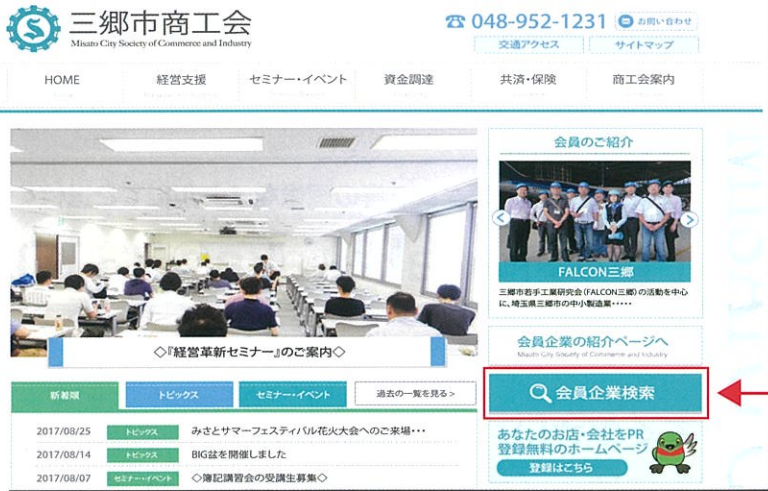 三郷市商工会
Misato City Society of Commerce and Industry
048-952-1231
お問い合わせ
交通アクセス
サイトマップ
HOME
経営支援
セミナー・イベント
資金調達
共済・保険
商工会案内
◇『経営革新セミナー』のご案内◇
会員のご紹介
FALCON三郷
三郷市若手工業研究会（FALCON三郷）の活動を中心
に、埼玉県三郷市の中小製造業・・・・・
会員企業の紹介ページへ
Misato City Society of Commerce and Industry
会員企業検索
あなたのお店・会社をPR
登録無料のホームページ
登録はこちら
新着順
トピックス
セミナー・イベント
過去の一覧を見る >
2017/08/25 トピックス みさとサマーフェスティバル花火大会へのご来場・・・
2017/08/14 トピックス BIG盆を開催しました
2017/08/07 セミナー・イベント ◇簿記講習会の受講生募集◇